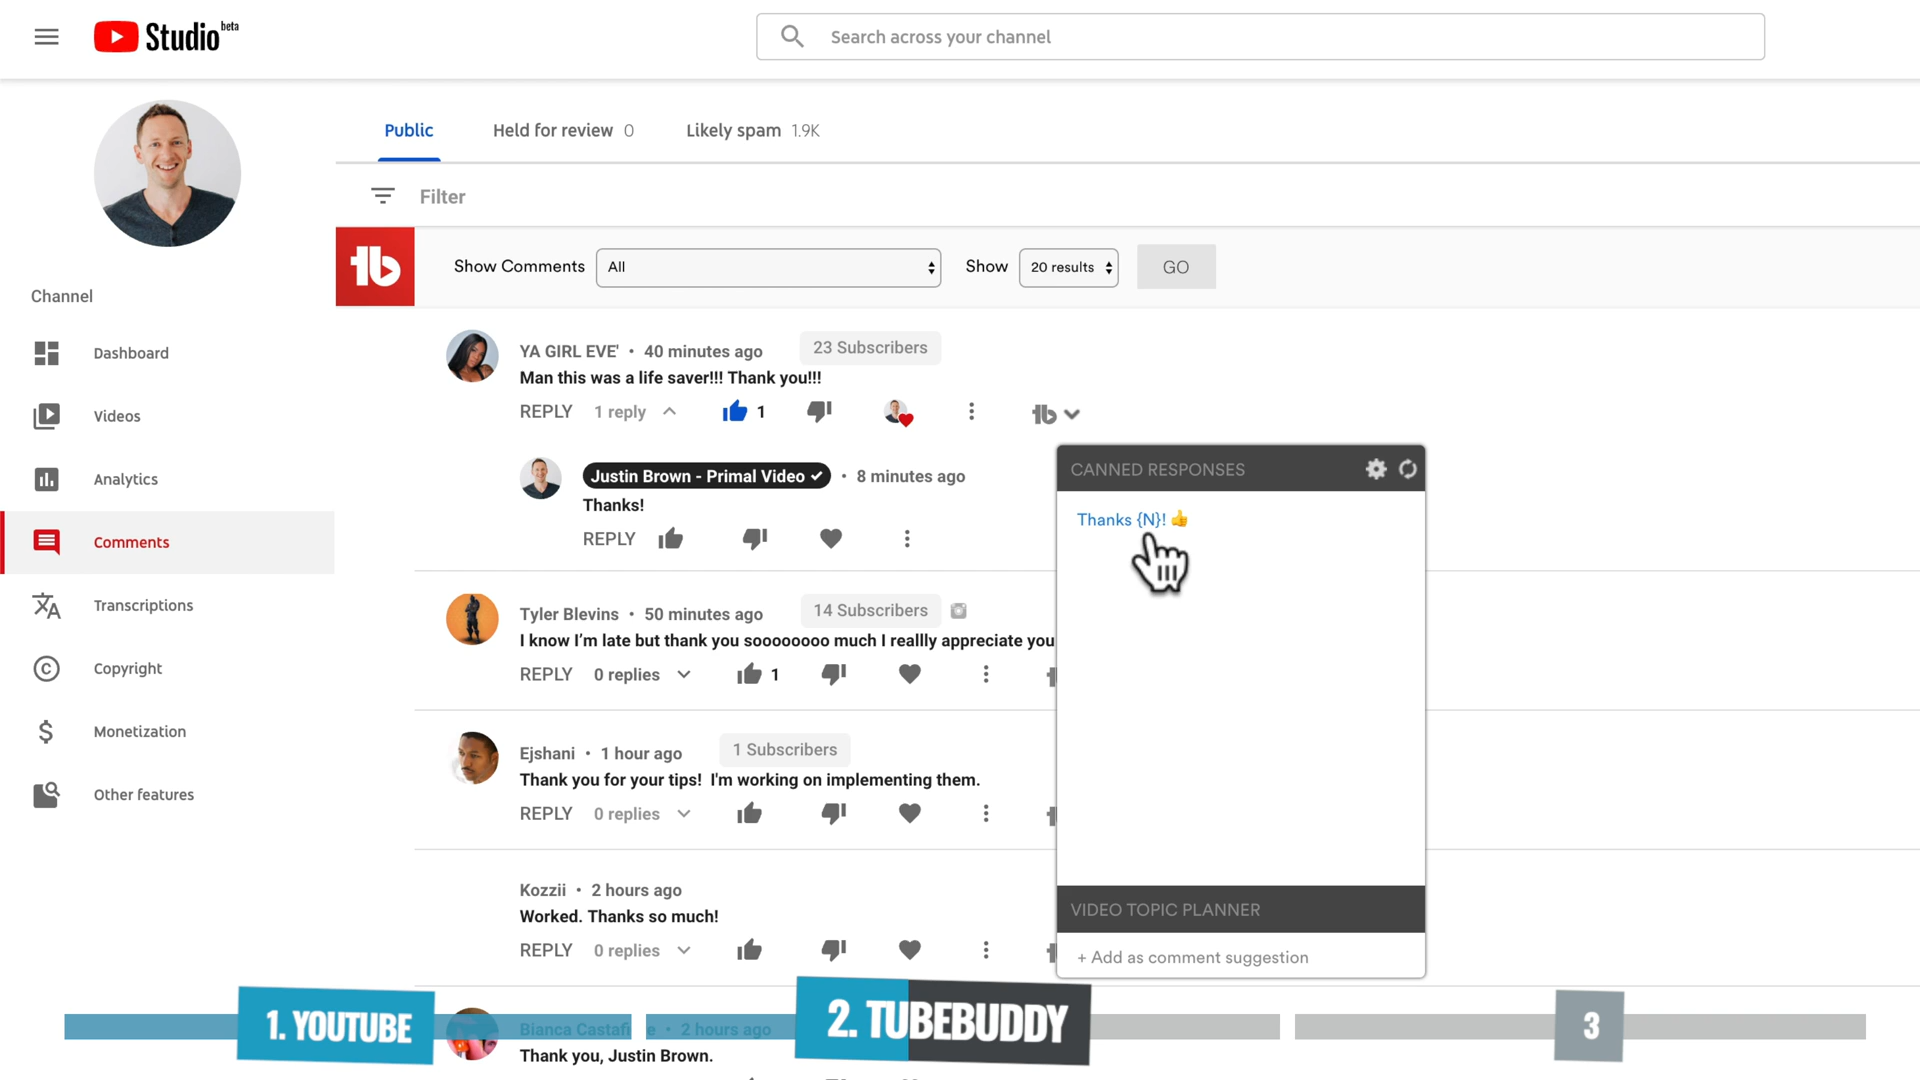 Studio beta
Search across your channel
Public
Held for review 0
Likely spam 1.9K
Filter
tb
Show Comments
All
Show
20 results
GO
Channel
Dashboard
Videos
Analytics
Comments
Transcriptions
Copyright
Monetization
Other features
YA GIRL EVE' • 40 minutes ago
23 Subscribers
Man this was a life saver!!! Thank you!!!
REPLY 1 reply
1
tb
Justin Brown - Primal Video • 8 minutes ago
Thanks!
REPLY
CANNED RESPONSES
Thanks {N}! 👍
VIDEO TOPIC PLANNER
+ Add as comment suggestion
Tyler Blevins • 50 minutes ago
14 Subscribers
I know I’m late but thank you soooooooo much I reallly appreciate you
REPLY 0 replies
1
Ejshani • 1 hour ago
1 Subscribers
Thank you for your tips! I'm working on implementing them.
REPLY 0 replies
Kozzii • 2 hours ago
Worked. Thanks so much!
REPLY 0 replies
Bianca • 2 hours ago
Thank you, Justin Brown.
1. YOUTUBE
2. TUBEBUDDY
3